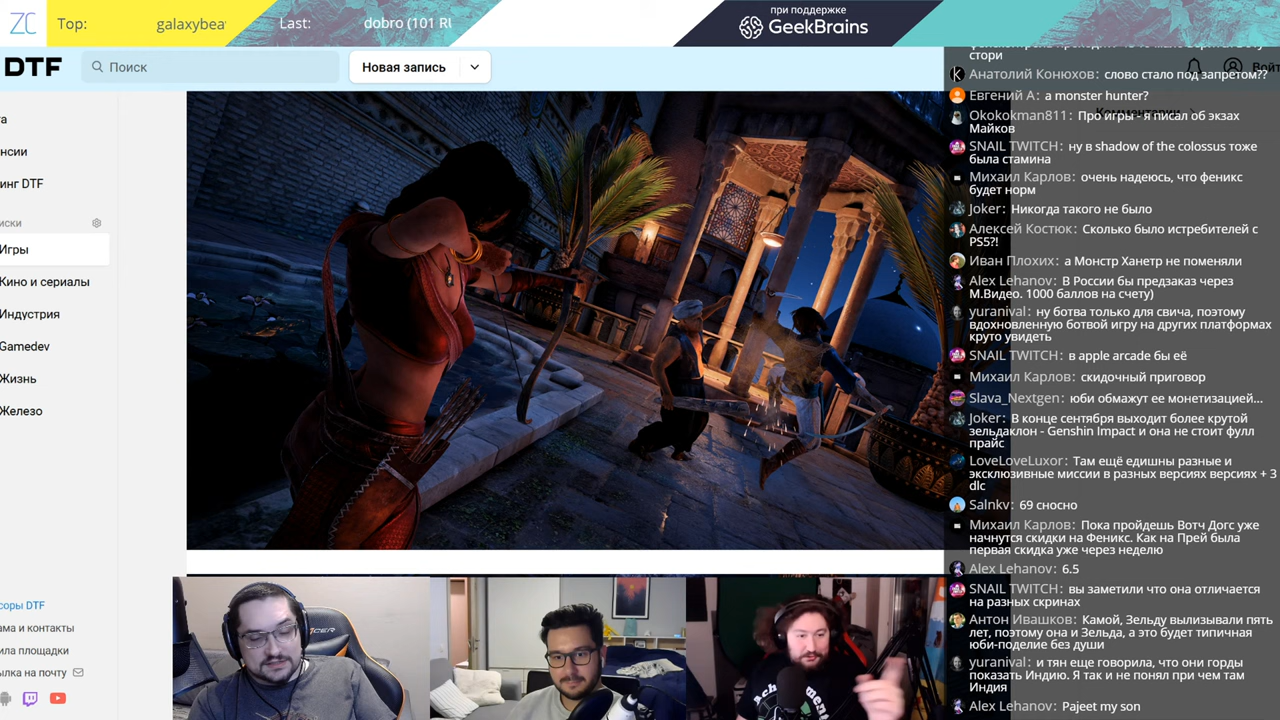 ZC
Top:
galaxybea
Last:
dobro (101 RU
при поддержке
GeekBrains
DTF
Поиск
Новая запись
Войт
а
нсии
инг DTF
иски
Игры
Кино и сериалы
Индустрия
Gamedev
Жизнь
Железо
соры DTF
ама и контакты
ила площадки
ылка на почту
Комментарии
стори
Анатолий Конюхов: слово стало под запретом??
Евгений А: а monster hunter?
Okokokman811: Про игры - я писал об экзах
Майков
SNAIL TWITCH: ну в shadow of the colossus тоже
была стамина
Михаил Карлов: очень надеюсь, что феникс
будет норм
Joker: Никогда такого не было
Алексей Костюк: Сколько было истребителей с
PS5?!
Иван Плохих: а Монстр Ханетр не поменяли
Alex Lehanov: В России бы предзаказ через
М.Видео. 1000 баллов на счету)
yuranival: ну ботва только для свича, поэтому
вдохновленную ботвой игру на других платформах
круто увидеть
SNAIL TWITCH: в apple arcade бы её
Михаил Карлов: скидочный приговор
Slava_Nextgen: юби обмажут ее монетизацией...
Joker: В конце сентября выходит более крутой
зельдаклон - Genshin Impact и она не стоит фулл
прайс
LoveLoveLuxor: Там ещё едишны разные и
эксклюзивные миссии в разных версиях версиях + 3
dlc
Salnkv: 69 сносно
Михаил Карлов: Пока пройдешь Вотч Догс уже
начнутся скидки на Феникс. Как на Прей была
первая скидка уже через неделю
Alex Lehanov: 6.5
SNAIL TWITCH: вы заметили что она отличается
на разных скринах
Антон Ивашков: Камой, Зельду вылизывали пять
лет, поэтому она и Зельда, а это будет типичная
юби-поделие без души
yuranival: и тян еще говорила, что они горды
показать Индию. Я так и не понял при чем там
Индия
Alex Lehanov: Pajeet my son